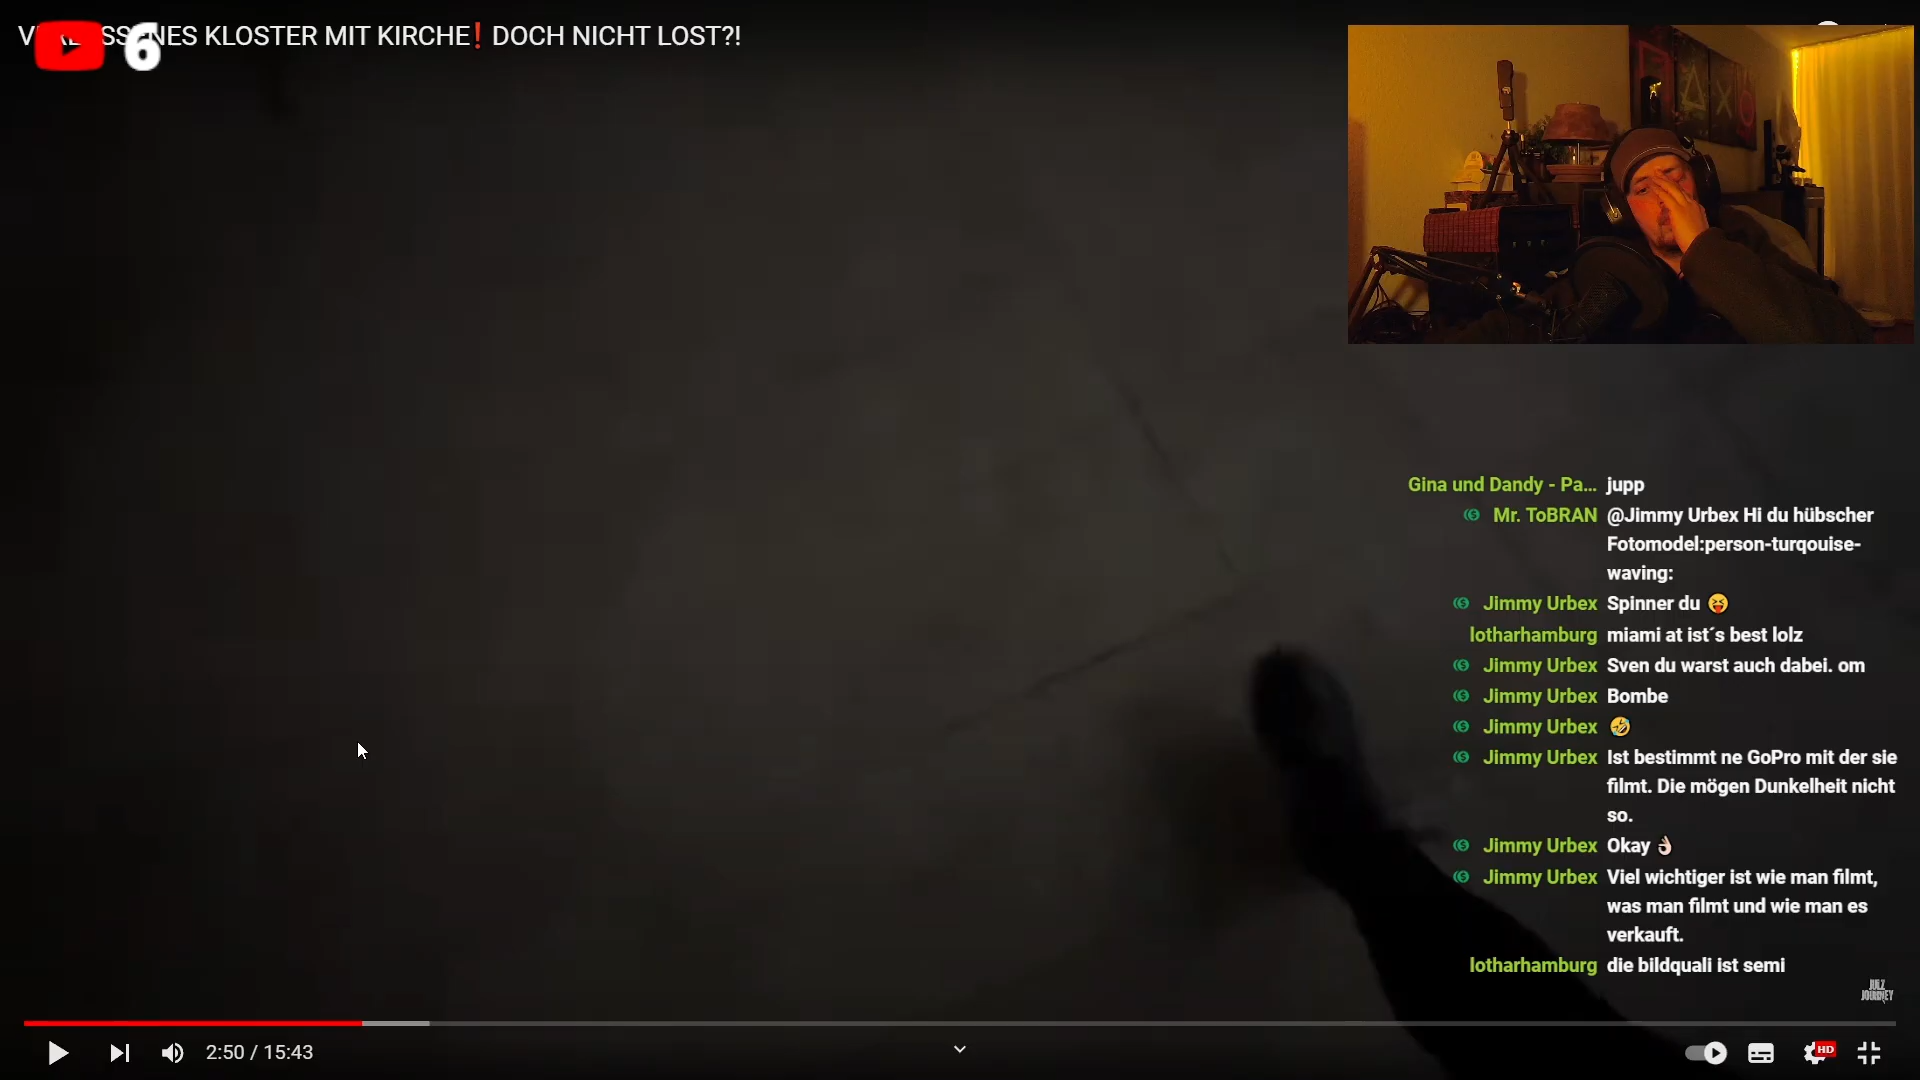 NES KLOSTER MIT KIRCHE❗DOCH NICHT LOST?!
6
Gina und Dandy - Pa... jupp
Mr. ToBRAN @Jimmy Urbex Hi du hübscher
Fotomodel:person-turqouise-
waving:
Jimmy Urbex Spinner du 😝
lotharhamburg miami at ist´s best lolz
Jimmy Urbex Sven du warst auch dabei. om
Jimmy Urbex Bombe
Jimmy Urbex 🤣
Jimmy Urbex Ist bestimmt ne GoPro mit der sie
filmt. Die mögen Dunkelheit nicht
so.
Jimmy Urbex Okay 👌🏻
Jimmy Urbex Viel wichtiger ist wie man filmt,
was man filmt und wie man es
verkauft.
lotharhamburg die bildquali ist semi
JULZ
JOURNEY
2:50 / 15:43
HD